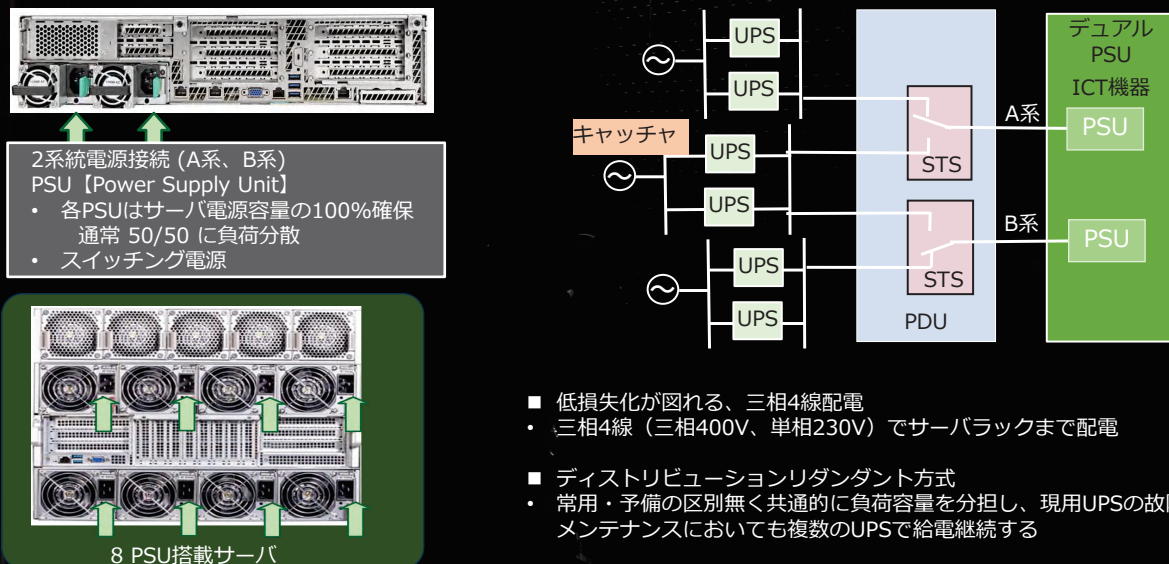 2系統電源接続 (A系、B系)
PSU【Power Supply Unit】
• 各PSUはサーバ電源容量の100%確保
通常 50/50 に負荷分散
• スイッチング電源
8 PSU搭載サーバ
キャッチャ
UPS
UPS
UPS
UPS
UPS
UPS
STS
STS
PDU
A系
B系
デュアル
PSU
ICT機器
PSU
PSU
■ 低損失化が図れる、三相4線配電
• 三相4線（三相400V、単相230V）でサーバラックまで配電
■ ディストリビューションリダンダント方式
• 常用・予備の区別無く共通的に負荷容量を分担し、現用UPSの故
メンテナンスにおいても複数のUPSで給電継続する